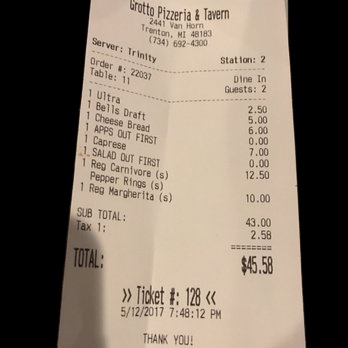 Grotto Pizzeria & Tavern
2441 Van Horn
Trenton, MI 48183
(734) 692-4300
Server: Trinity Station: 2
Order #: 22037 Dine In
Table: 11 Guests: 2
1 Ultra 2.50
1 Bells Draft 5.00
1 Cheese Bread 6.00
1 APPS OUT FIRST 0.00
1 Caprese 7.00
1 SALAD OUT FIRST 0.00
1 Reg Carnivore (s) 12.50
Pepper Rings (s)
1 Reg Margherita (s) 10.00
SUB TOTAL: 43.00
Tax 1: 2.58
========
TOTAL: $45.58
>> Ticket #: 128 <<
5/12/2017 7:48:12 PM
THANK YOU!